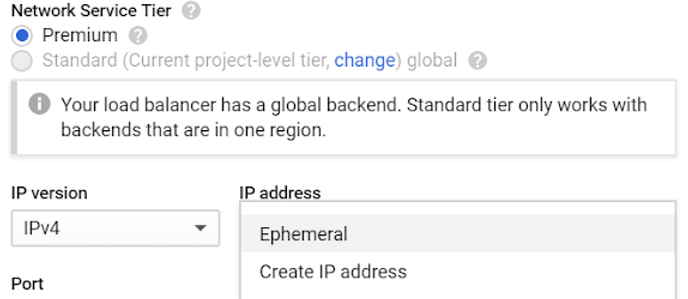 Network Service Tier
Premium
Standard (Current project-level tier, change) global
Your load balancer has a global backend. Standard tier only works with
backends that are in one region.
IP version
IP address
IPv4
Ephemeral
Create IP address
Port